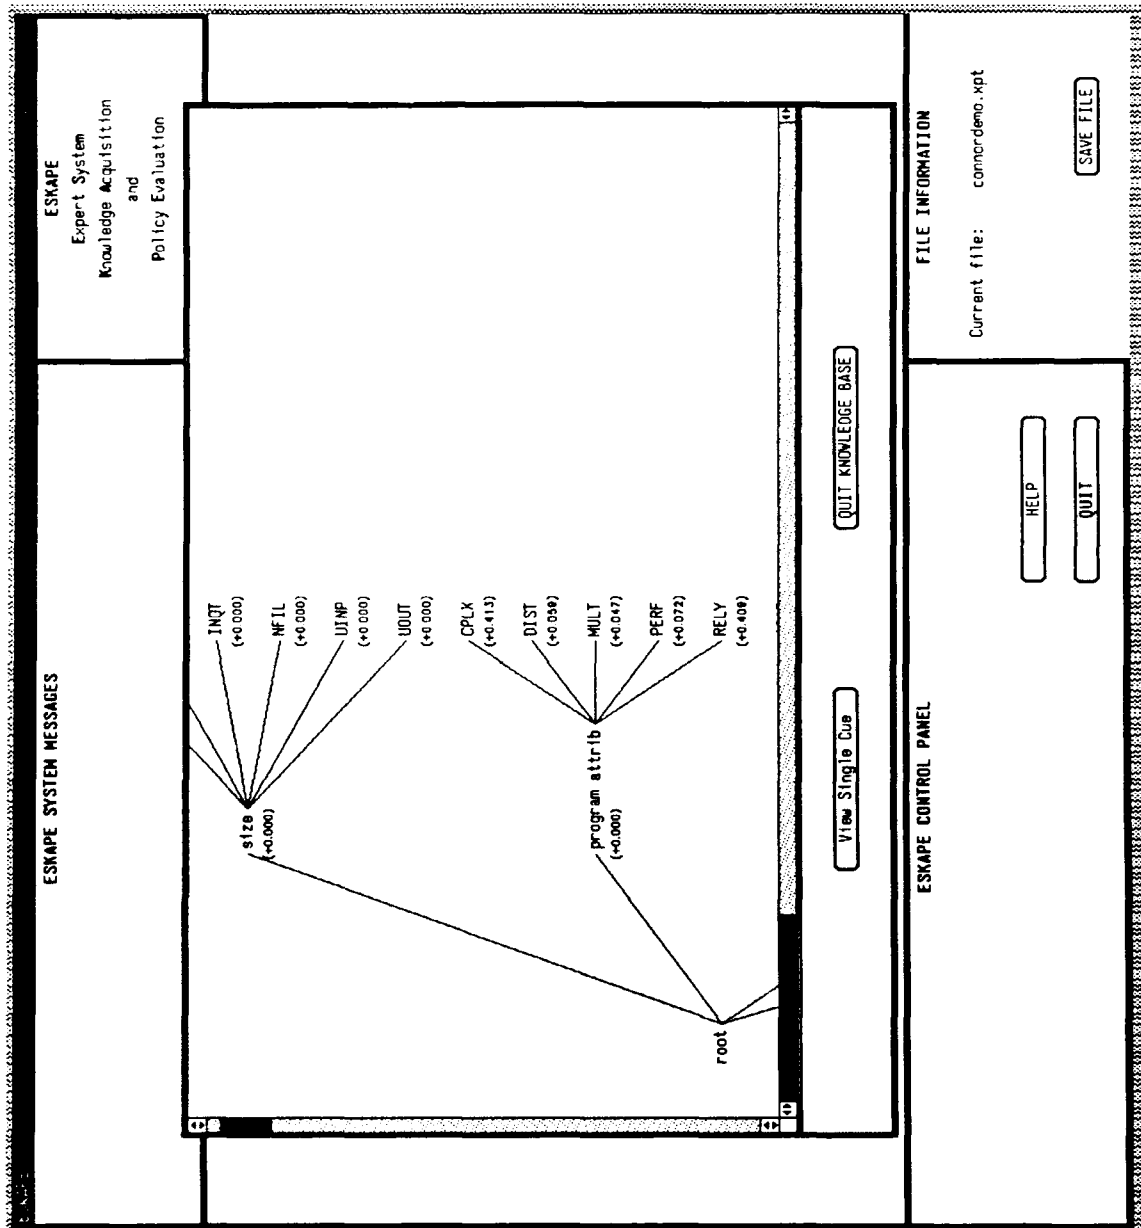 ESKAPE SYSTEM MESSAGES
ESKAPE
Expert System
Knowledge Acquisition
and
Policy Evaluation
INQT
(+0.000)
NFIL
(+0.000)
UINP
(+0.000)
UOUT
(+0.000)
size
(+0.000)
CPLX
(+0.413)
DIST
(+0.059)
MULT
(+0.047)
PERF
(+0.072)
RELY
(+0.409)
program attrib
(+0.000)
root
View Single Cue
QUIT KNOWLEDGE BASE
ESKAPE CONTROL PANEL
HELP
QUIT
FILE INFORMATION
Current file: connordemo.xpt
SAVE FILE